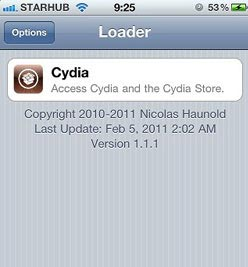 STARHUB 9:25 53%
Options Loader
Cydia
Access Cydia and the Cydia Store.
Copyright 2010-2011 Nicolas Haunold
Last Update: Feb 5, 2011 2:02 AM
Version 1.1.1